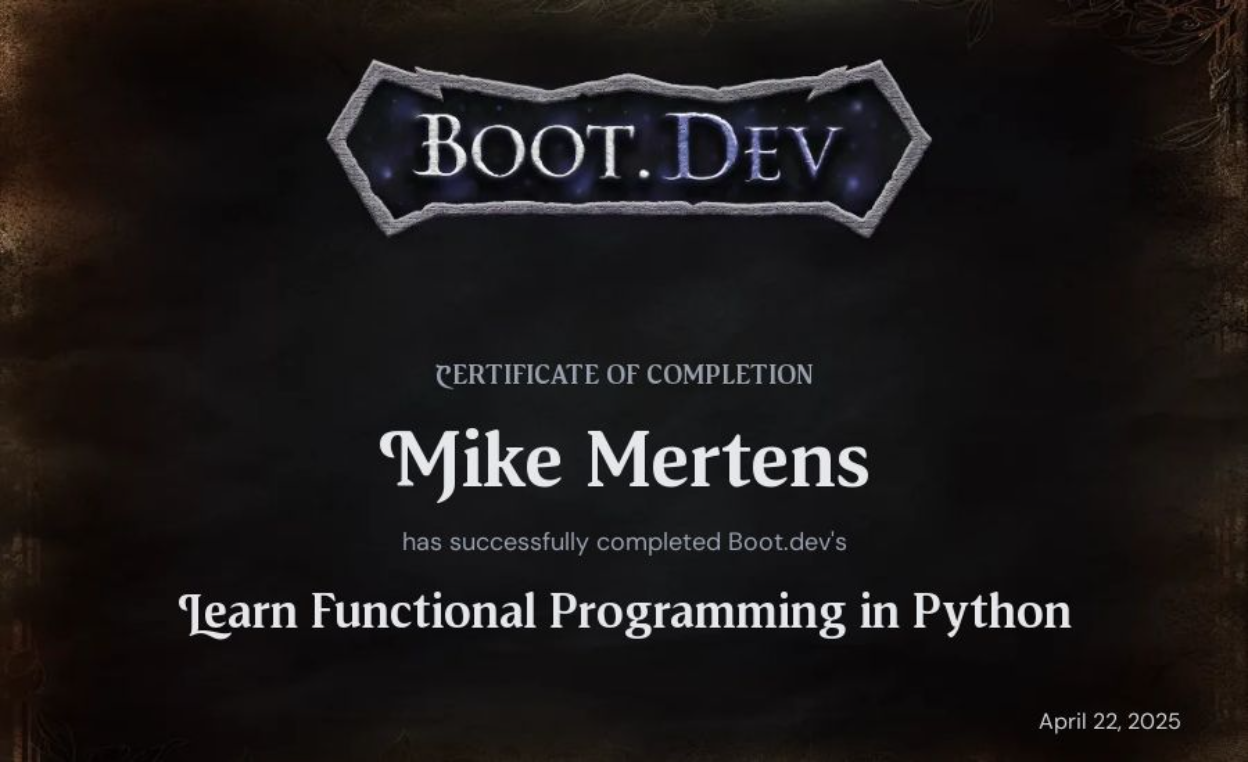 BOOT.DEV
CERTIFICATE OF COMPLETION
Mike Mertens
has successfully completed Boot.dev's
Learn Functional Programming in Python
April 22, 2025